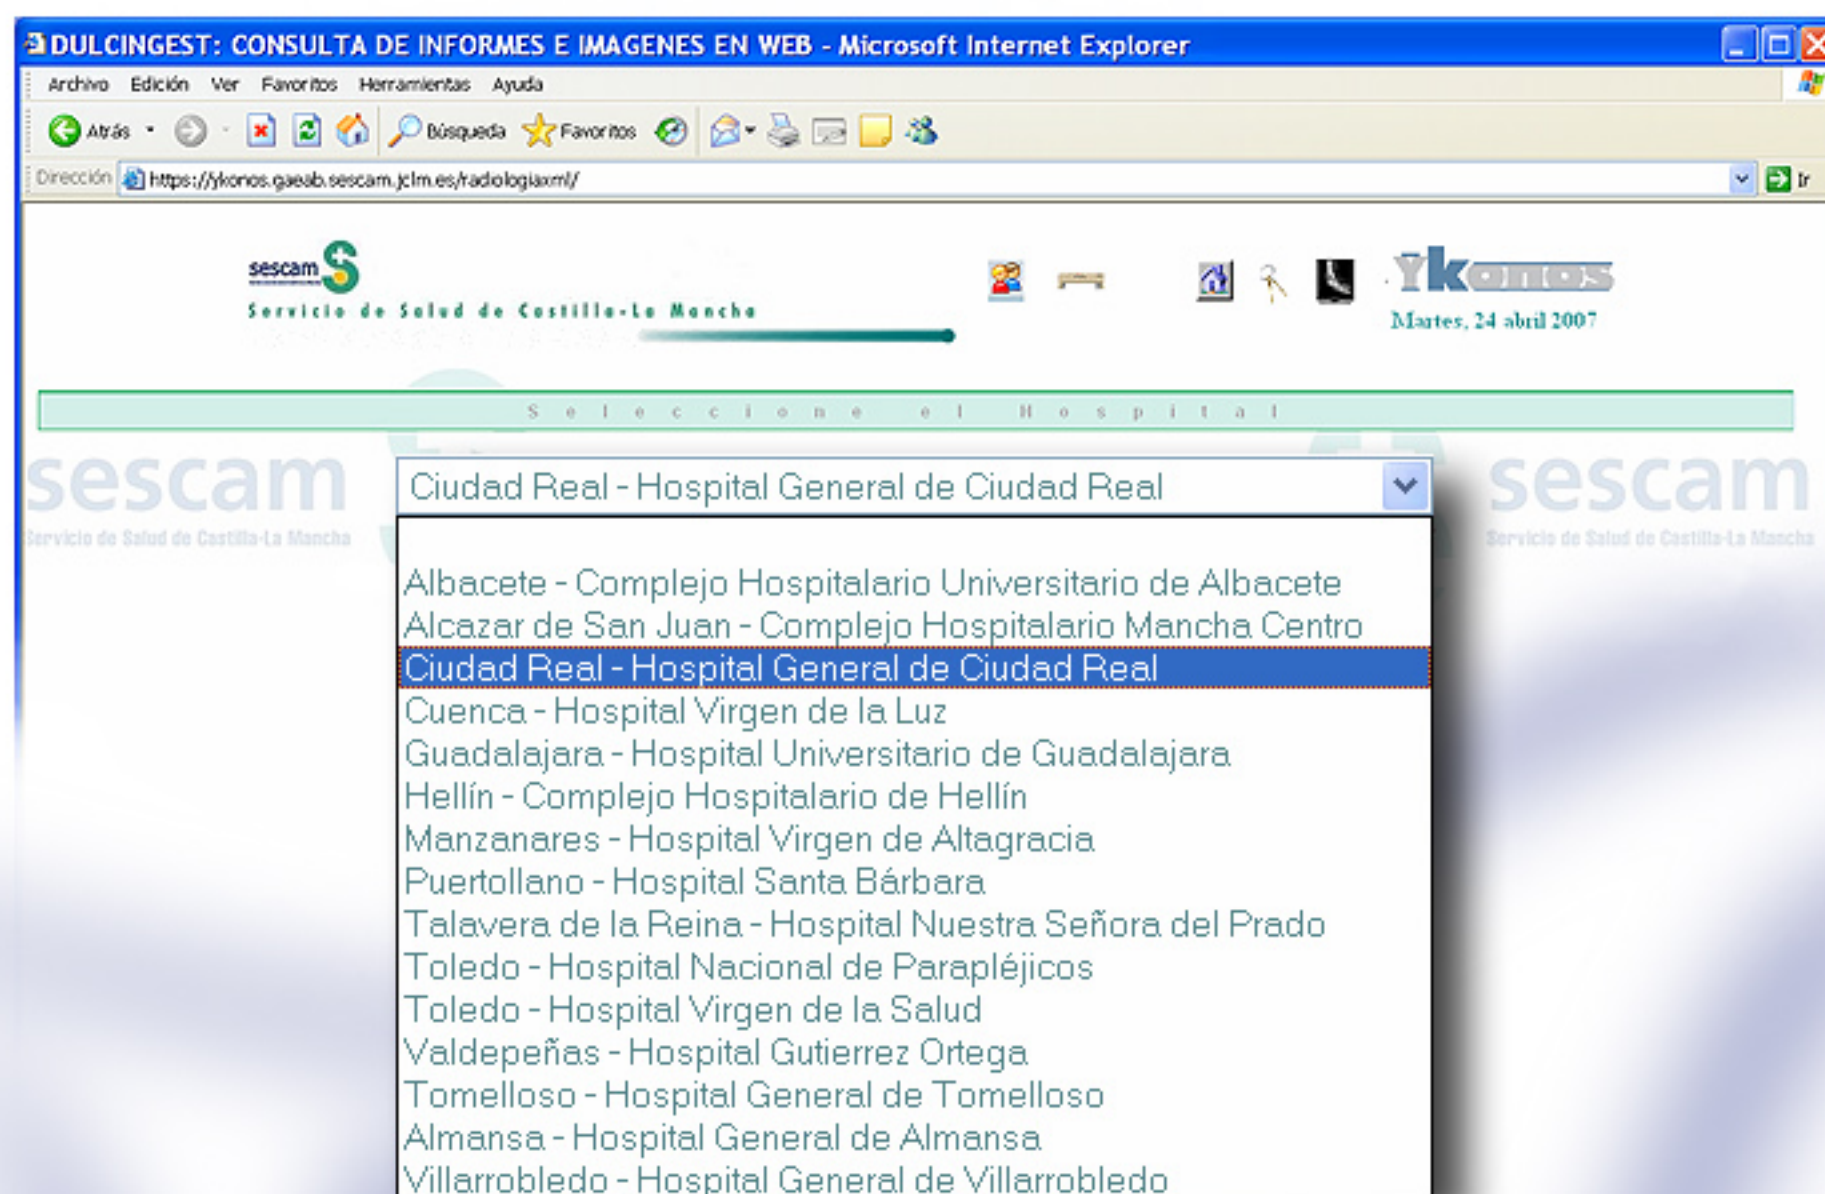 DULCINGEST: CONSULTA DE INFORMES E IMAGENES EN WEB - Microsoft Internet Explorer
Archivo Edición Ver Favoritos Herramientas Ayuda
Atrás Búsqueda Favoritos
Dirección https://ykonos.gaeab.sescam.jclm.es/radiologiaxml/ Ir
sescam S
Servicio de Salud de Castilla-La Mancha
Ykonos
Martes, 24 abril 2007
Seleccione el Hospital
sescam
Servicio de Salud de Castilla-La Mancha
sescam
Servicio de Salud de Castilla-La Mancha
Ciudad Real - Hospital General de Ciudad Real
Albacete - Complejo Hospitalario Universitario de Albacete
Alcazar de San Juan - Complejo Hospitalario Mancha Centro
Ciudad Real - Hospital General de Ciudad Real
Cuenca - Hospital Virgen de la Luz
Guadalajara - Hospital Universitario de Guadalajara
Hellín - Complejo Hospitalario de Hellín
Manzanares - Hospital Virgen de Altagracia
Puertollano - Hospital Santa Bárbara
Talavera de la Reina - Hospital Nuestra Señora del Prado
Toledo - Hospital Nacional de Parapléjicos
Toledo - Hospital Virgen de la Salud
Valdepeñas - Hospital Gutierrez Ortega
Tomelloso - Hospital General de Tomelloso
Almansa - Hospital General de Almansa
Villarrobledo - Hospital General de Villarrobledo